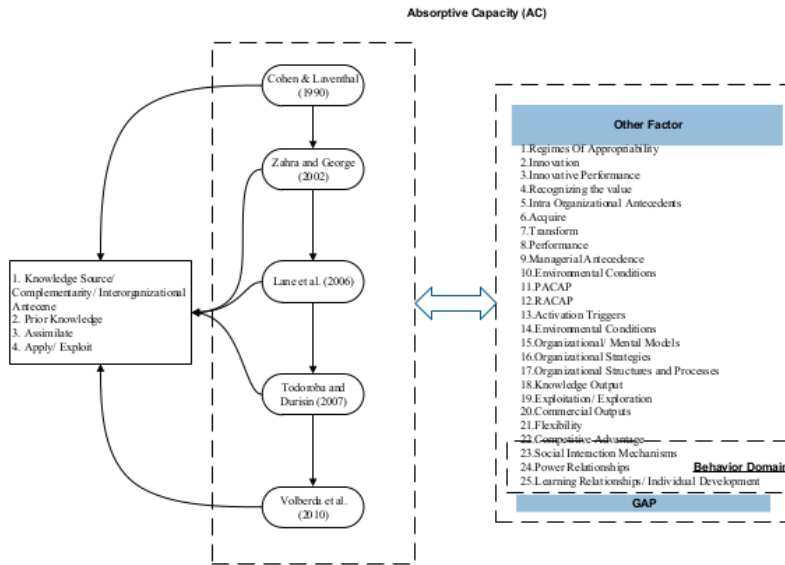 Absorptive Capacity (AC)
Cohen & Laventhal
(1990)
Zahra and George
(2002)
Lane et al. (2006)
Todoroba and
Durisin (2007)
Volberda et al.
(2010)
1. Knowledge Source/
Complementarity/ Interorganizational
Antecene
2. Prior Knowledge
3. Assimilate
4. Apply/ Exploit
Other Factor
1.Regimes Of Appropriability
2.Innovation
3.Innovative Performance
4.Recognizing the value
5.Intra Organizational Antecedents
6.Acquire
7.Transform
8.Performance
9.Managerial Antecedence
10.Environmental Conditions
11.PACAP
12.RACAP
13.Activation Triggers
14.Environmental Conditions
15.Organizational/ Mental Models
16.Organizational Strategies
17.Organizational Structures and Processes
18.Knowledge Output
19.Exploitation/ Exploration
20.Commercial Outputs
21.Flexibility
22.Competitive Advantage
23.Social Interaction Mechanisms
24.Power Relationships
Behavior Domain
25.Learning Relationships/ Individual Development
GAP